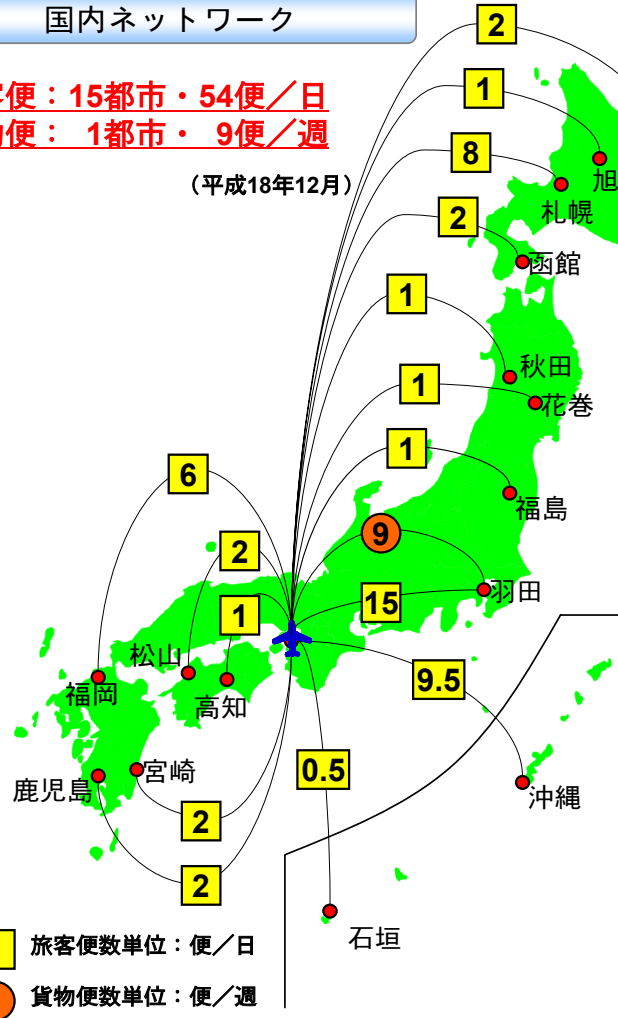 国内ネットワーク
客便：15都市・54便／日
便： 1都市・ 9便／週
（平成18年12月）
2
1
8
2
旭
札幌
函館
1
秋田
1
花巻
1
6
福島
9
2
羽田
15
1
松山
9.5
福岡
高知
宮崎
0.5
鹿児島
沖縄
2
2
石垣
旅客便数単位：便／日
貨物便数単位：便／週